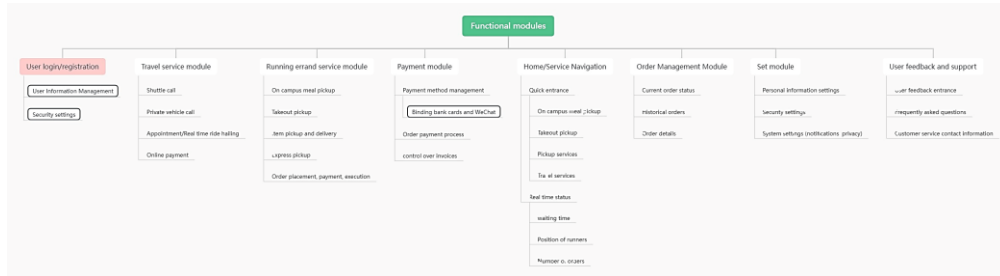 Functional modules
User login/registration
User Information Management
Security settings
Travel service module
Shuttle call
Private vehicle call
Appointment/Real time ride hailing
Online payment
Running errand service module
On campus meal pickup
Takeout pickup
Item pickup and delivery
Express pickup
Order placement, payment, execution
Payment module
Payment method management
Binding bank cards and WeChat
Order payment process
control over invoices
Home/Service Navigation
Quick entrance
On campus meal pickup
Takeout pickup
Pickup services
Travel services
Real time status
waiting time
Position of runners
Number of orders
Order Management Module
Current order status
Historical orders
Order details
Set module
Personal information settings
Security settings
System settings (notifications, privacy)
User feedback and support
User feedback entrance
Frequently asked questions
Customer service contact information